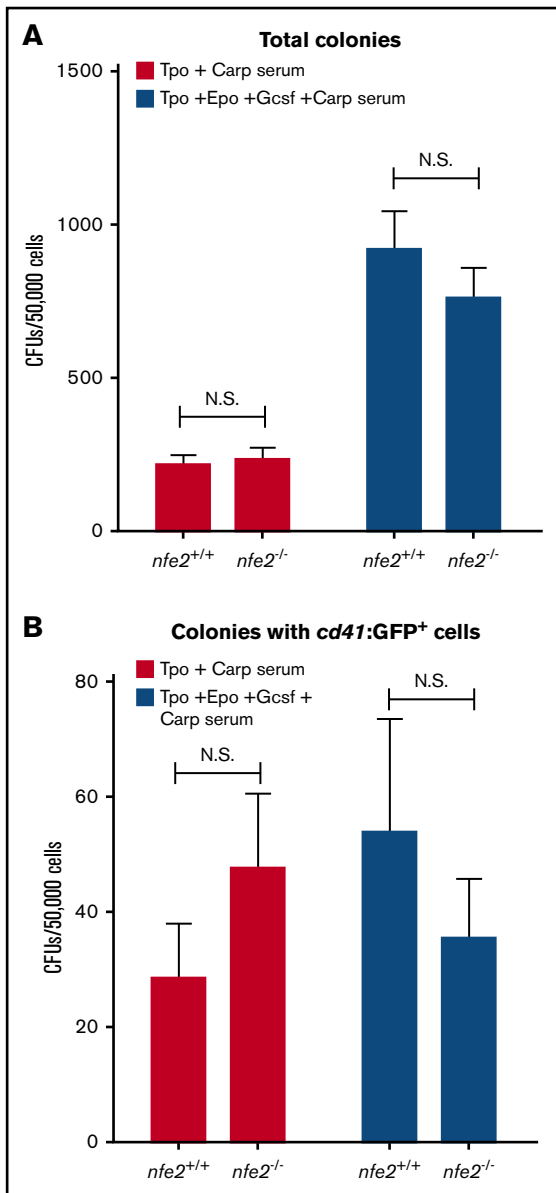 A
Total colonies
Tpo + Carp serum
Tpo +Epo +Gcsf +Carp serum
CFUs/50,000 cells
1500
1000
500
0
N.S.
N.S.
nfe2+/+
nfe2-/-
nfe2+/+
nfe2-/-
B
Colonies with cd41:GFP+ cells
Tpo + Carp serum
Tpo +Epo +Gcsf +
Carp serum
CFUs/50,000 cells
80
60
40
20
0
N.S.
N.S.
nfe2+/+
nfe2-/-
nfe2+/+
nfe2-/-